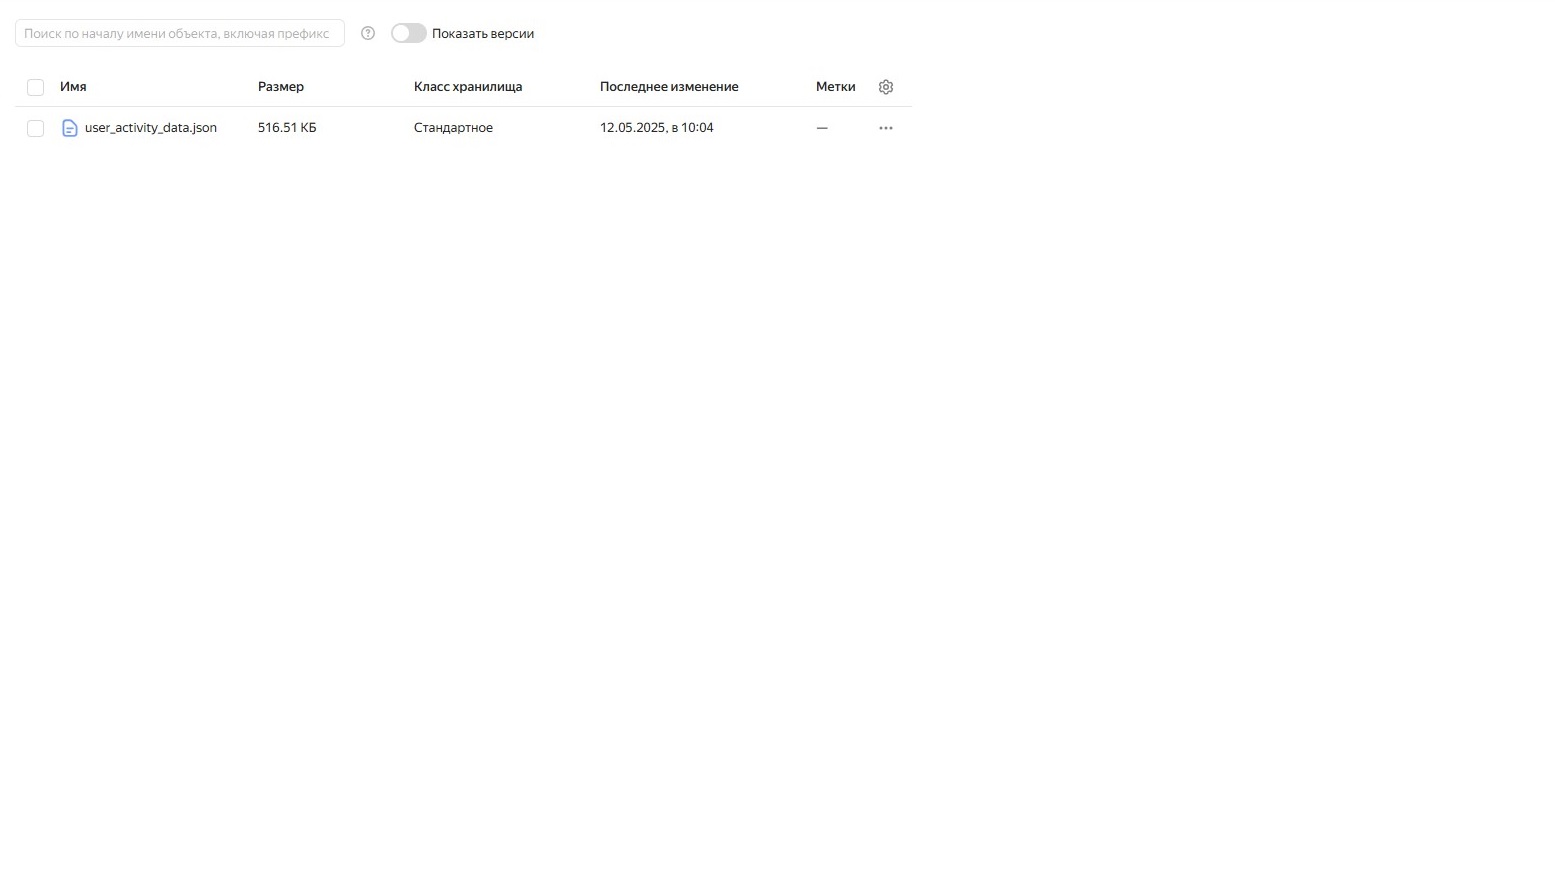 Поиск по началу имени объекта, включая префикс Показать версии
Имя Размер Класс хранилища Последнее изменение Метки
user_activity_data.json 516.51 КБ Стандартное 12.05.2025, в 10:04 —